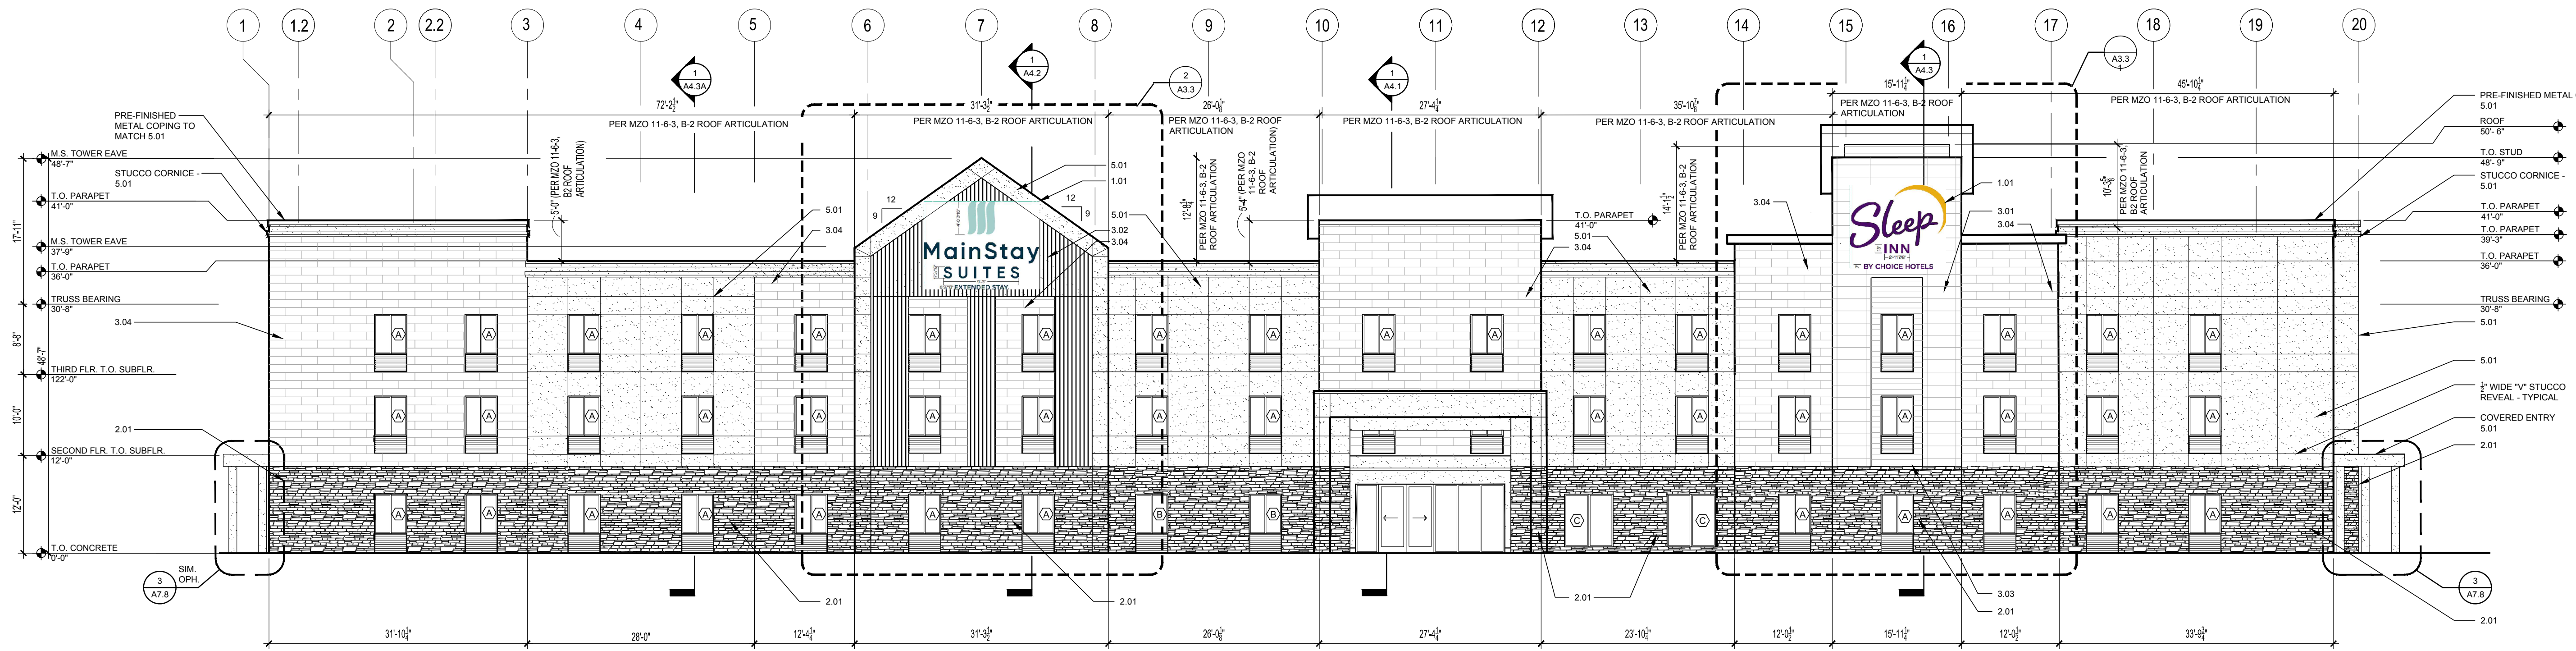 1
1.2
2
2.2
3
4
5
6
7
8
9
10
11
12
13
14
15
16
17
18
19
20
1
A4.3A
1
A4.2
2
A3.3
1
A4.1
1
A4.3
A3.3
1
72'-2½"
31'-3½"
26'-0⅛"
27'-4¼"
35'-10⅞"
15'-11¼"
45'-10¼"
PER MZO 11-6-3, B-2 ROOF ARTICULATION
PER MZO 11-6-3, B-2 ROOF ARTICULATION
PER MZO 11-6-3, B-2 ROOF
ARTICULATION
PER MZO 11-6-3, B-2 ROOF ARTICULATION
PER MZO 11-6-3, B-2 ROOF ARTICULATION
PER MZO 11-6-3, B-2 ROOF
ARTICULATION
PER MZO 11-6-3, B-2 ROOF ARTICULATION
PRE-FINISHED
METAL COPING TO
MATCH 5.01
M.S. TOWER EAVE
48'-7"
STUCCO CORNICE -
5.01
T.O. PARAPET
41'-0"
M.S. TOWER EAVE
37'-9"
T.O. PARAPET
36'-0"
TRUSS BEARING
30'-8"
3.04
THIRD FLR. T.O. SUBFLR.
122'-0"
2.01
SECOND FLR. T.O. SUBFLR.
12'-0"
T.O. CONCRETE
0'-0"
17'-11"
8'-8"
48'-7"
10'-0"
12'-0"
3
A7.8
SIM.
OPH.
5'-0" (PER MZO 11-6-3,
B2 ROOF
ARTICULATION)
5.01
3.04
12
9
12
9
5.01
1.01
5.01
3.02
3.04
MainStay
SUITES
EXTENDED STAY
12'-8¼"
PER MZO 11-6-3, B-2
ROOF ARTICULATION
5'-4" (PER MZO
11-6-3, B-2
ROOF
ARTICULATION)
T.O. PARAPET
41'-0"
5.01
3.04
14'-1½"
PER MZO 11-6-3, B-2
ROOF ARTICULATION
3.04
Sleep
INN
BY CHOICE HOTELS
1.01
3.01
3.04
10'-3⅝"
PER MZO 11-6-3,
B2 ROOF
ARTICULATION
PRE-FINISHED METAL
5.01
ROOF
50'- 6"
T.O. STUD
48'- 9"
STUCCO CORNICE -
5.01
T.O. PARAPET
41'-0"
T.O. PARAPET
39'-3"
T.O. PARAPET
36'-0"
TRUSS BEARING
30'-8"
5.01
5.01
½" WIDE "V" STUCCO
REVEAL - TYPICAL
COVERED ENTRY
5.01
2.01
3
A7.8
2.01
A A A A A A A A A A A A A A A A A
A A A A A A A A A A A A A A A
A A A A A A A B B C C A A A A A
2.01
2.01
2.01
3.03
2.01
31'-10¼"
28'-0"
12'-4¼"
31'-3½"
26'-0⅛"
27'-4¼"
23'-10¼"
12'-0½"
15'-11¼"
12'-0½"
33'-9¾"